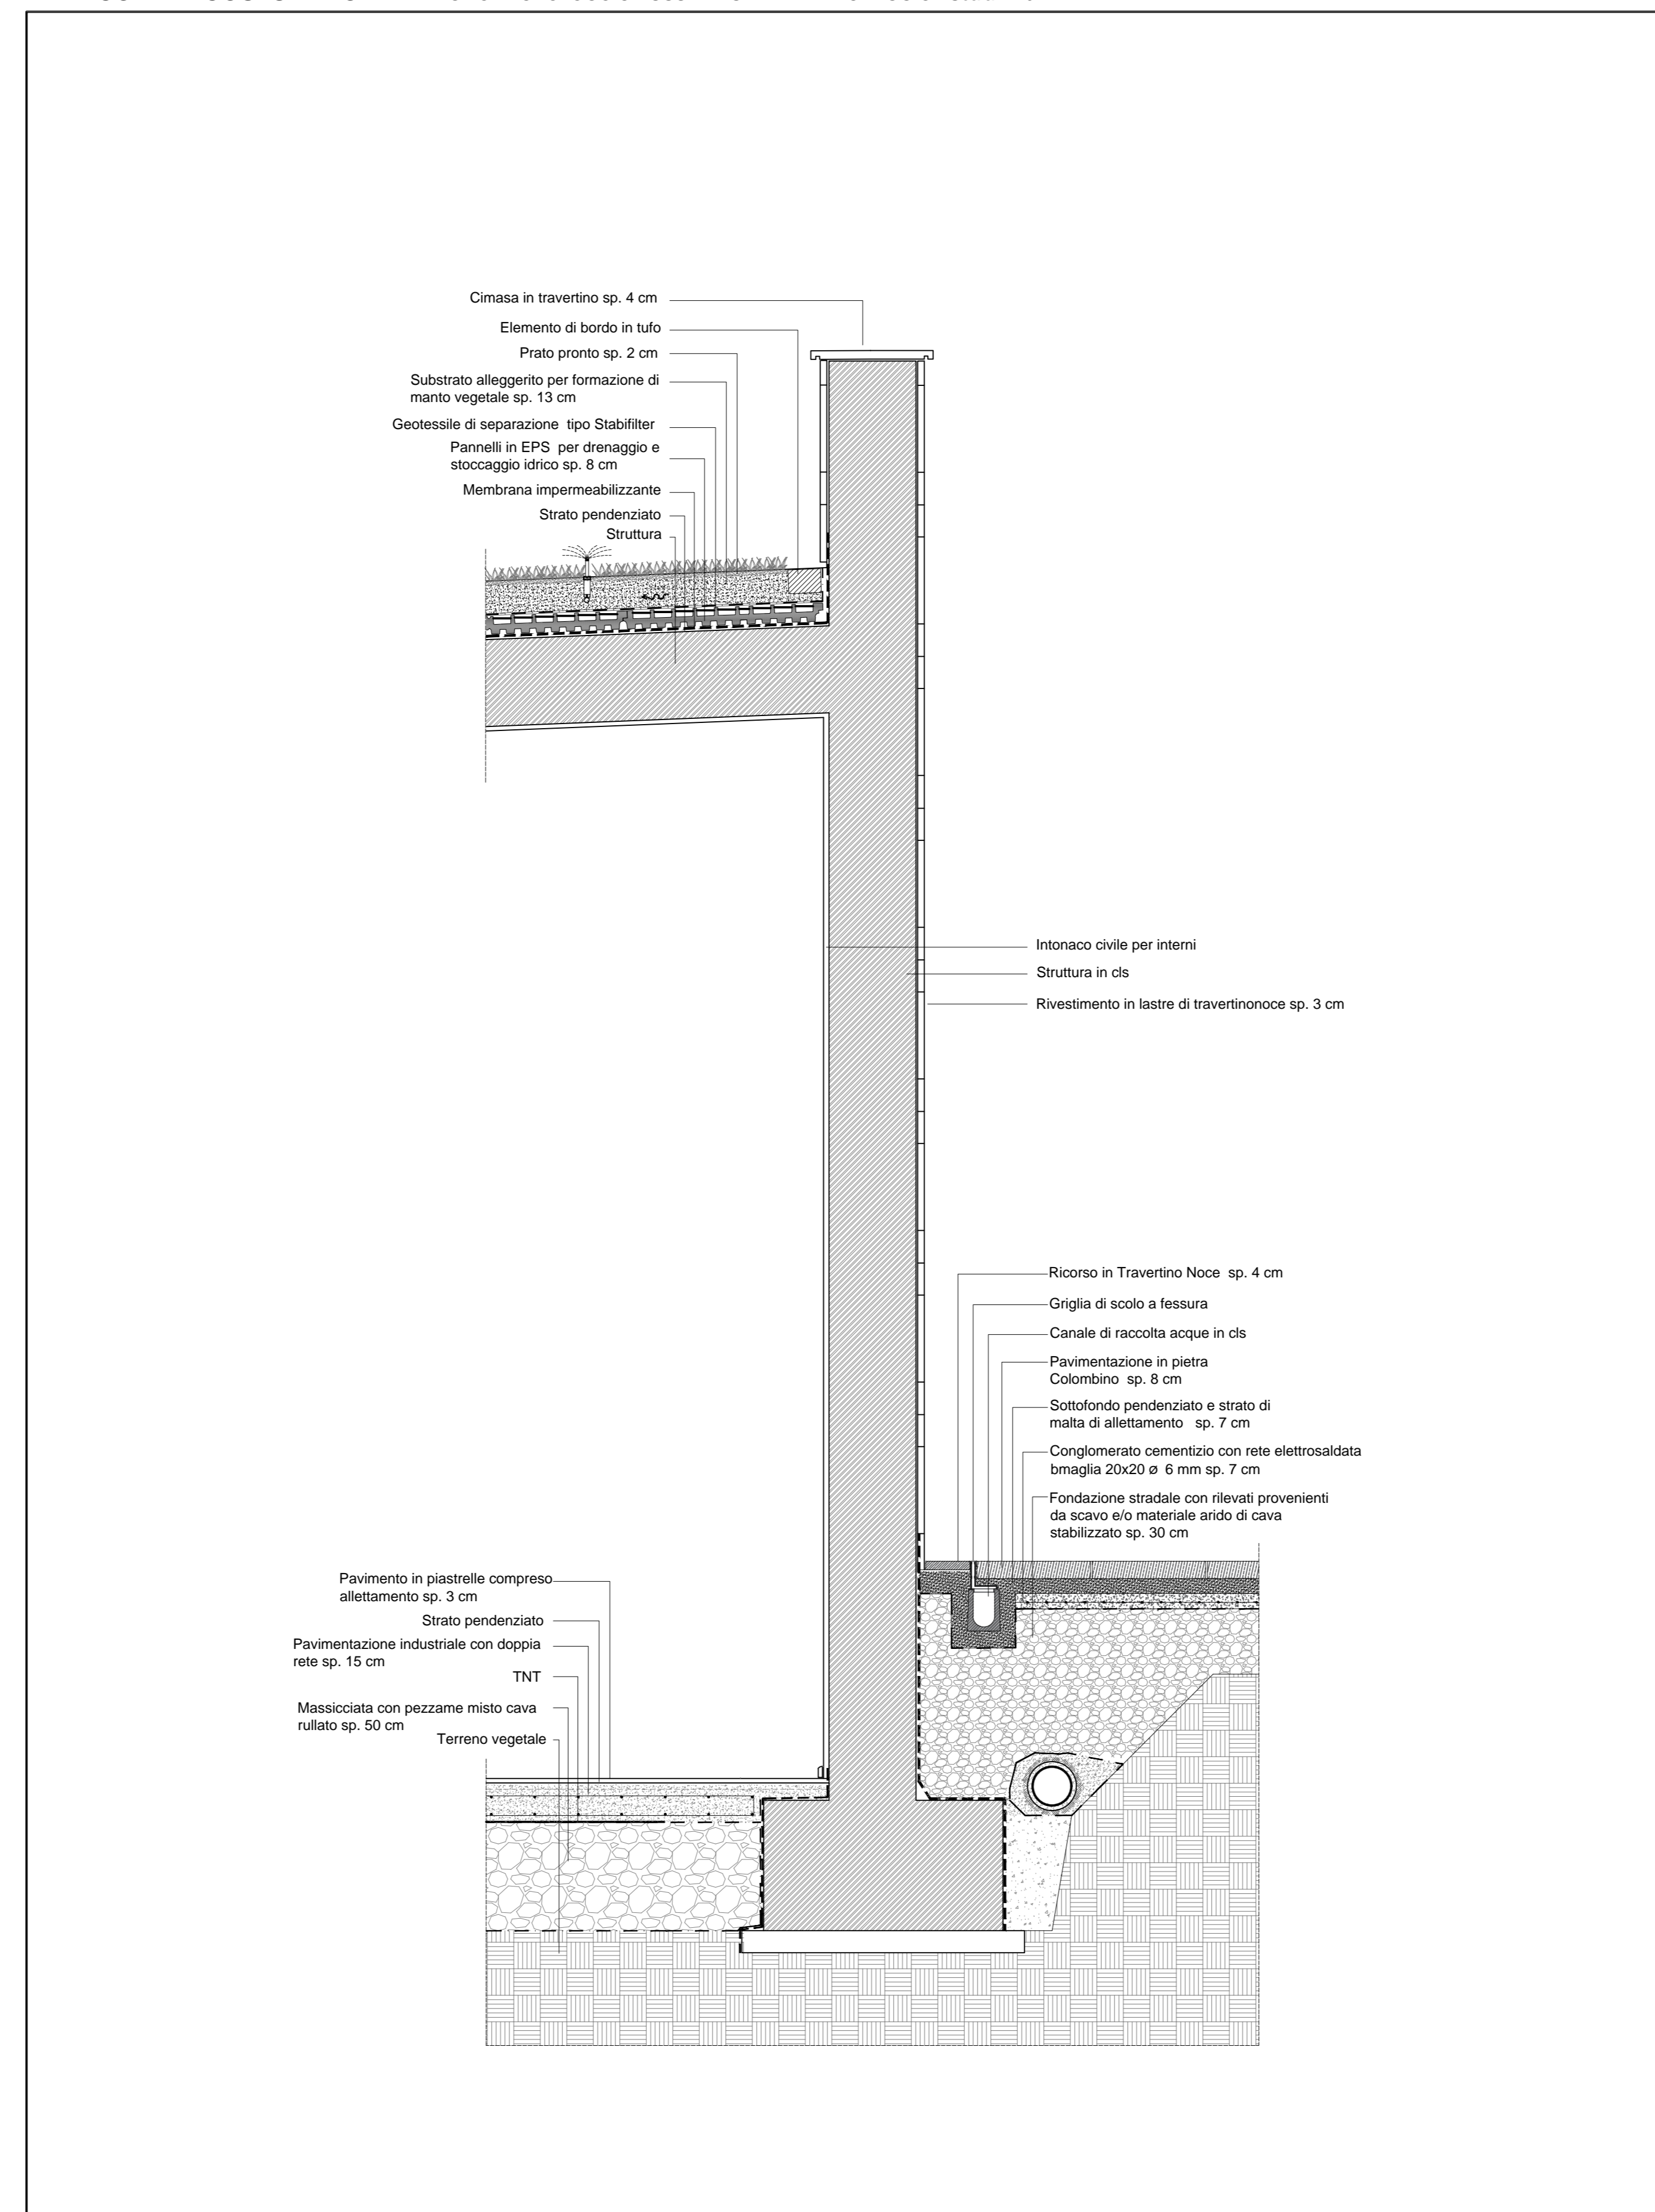 Cimasa in travertino sp. 4 cm
Elemento di bordo in tufo
Prato pronto sp. 2 cm
Substrato alleggerito per formazione di
manto vegetale sp. 13 cm
Geotessile di separazione tipo Stabifilter
Pannelli in EPS per drenaggio e
stoccaggio idrico sp. 8 cm
Membrana impermeabilizzante
Strato pendenziato
Struttura
Intonaco civile per interni
Struttura in cls
Rivestimento in lastre di travertinonoce sp. 3 cm
Ricorso in Travertino Noce sp. 4 cm
Griglia di scolo a fessura
Canale di raccolta acque in cls
Pavimentazione in pietra
Colombino sp. 8 cm
Sottofondo pendenziato e strato di
malta di allettamento sp. 7 cm
Conglomerato cementizio con rete elettrosaldata
bmaglia 20x20 ø 6 mm sp. 7 cm
Fondazione stradale con rilevati provenienti
da scavo e/o materiale arido di cava
stabilizzato sp. 30 cm
Pavimento in piastrelle compreso
allettamento sp. 3 cm
Strato pendenziato
Pavimentazione industriale con doppia
rete sp. 15 cm
TNT
Massicciata con pezzame misto cava
rullato sp. 50 cm
Terreno vegetale